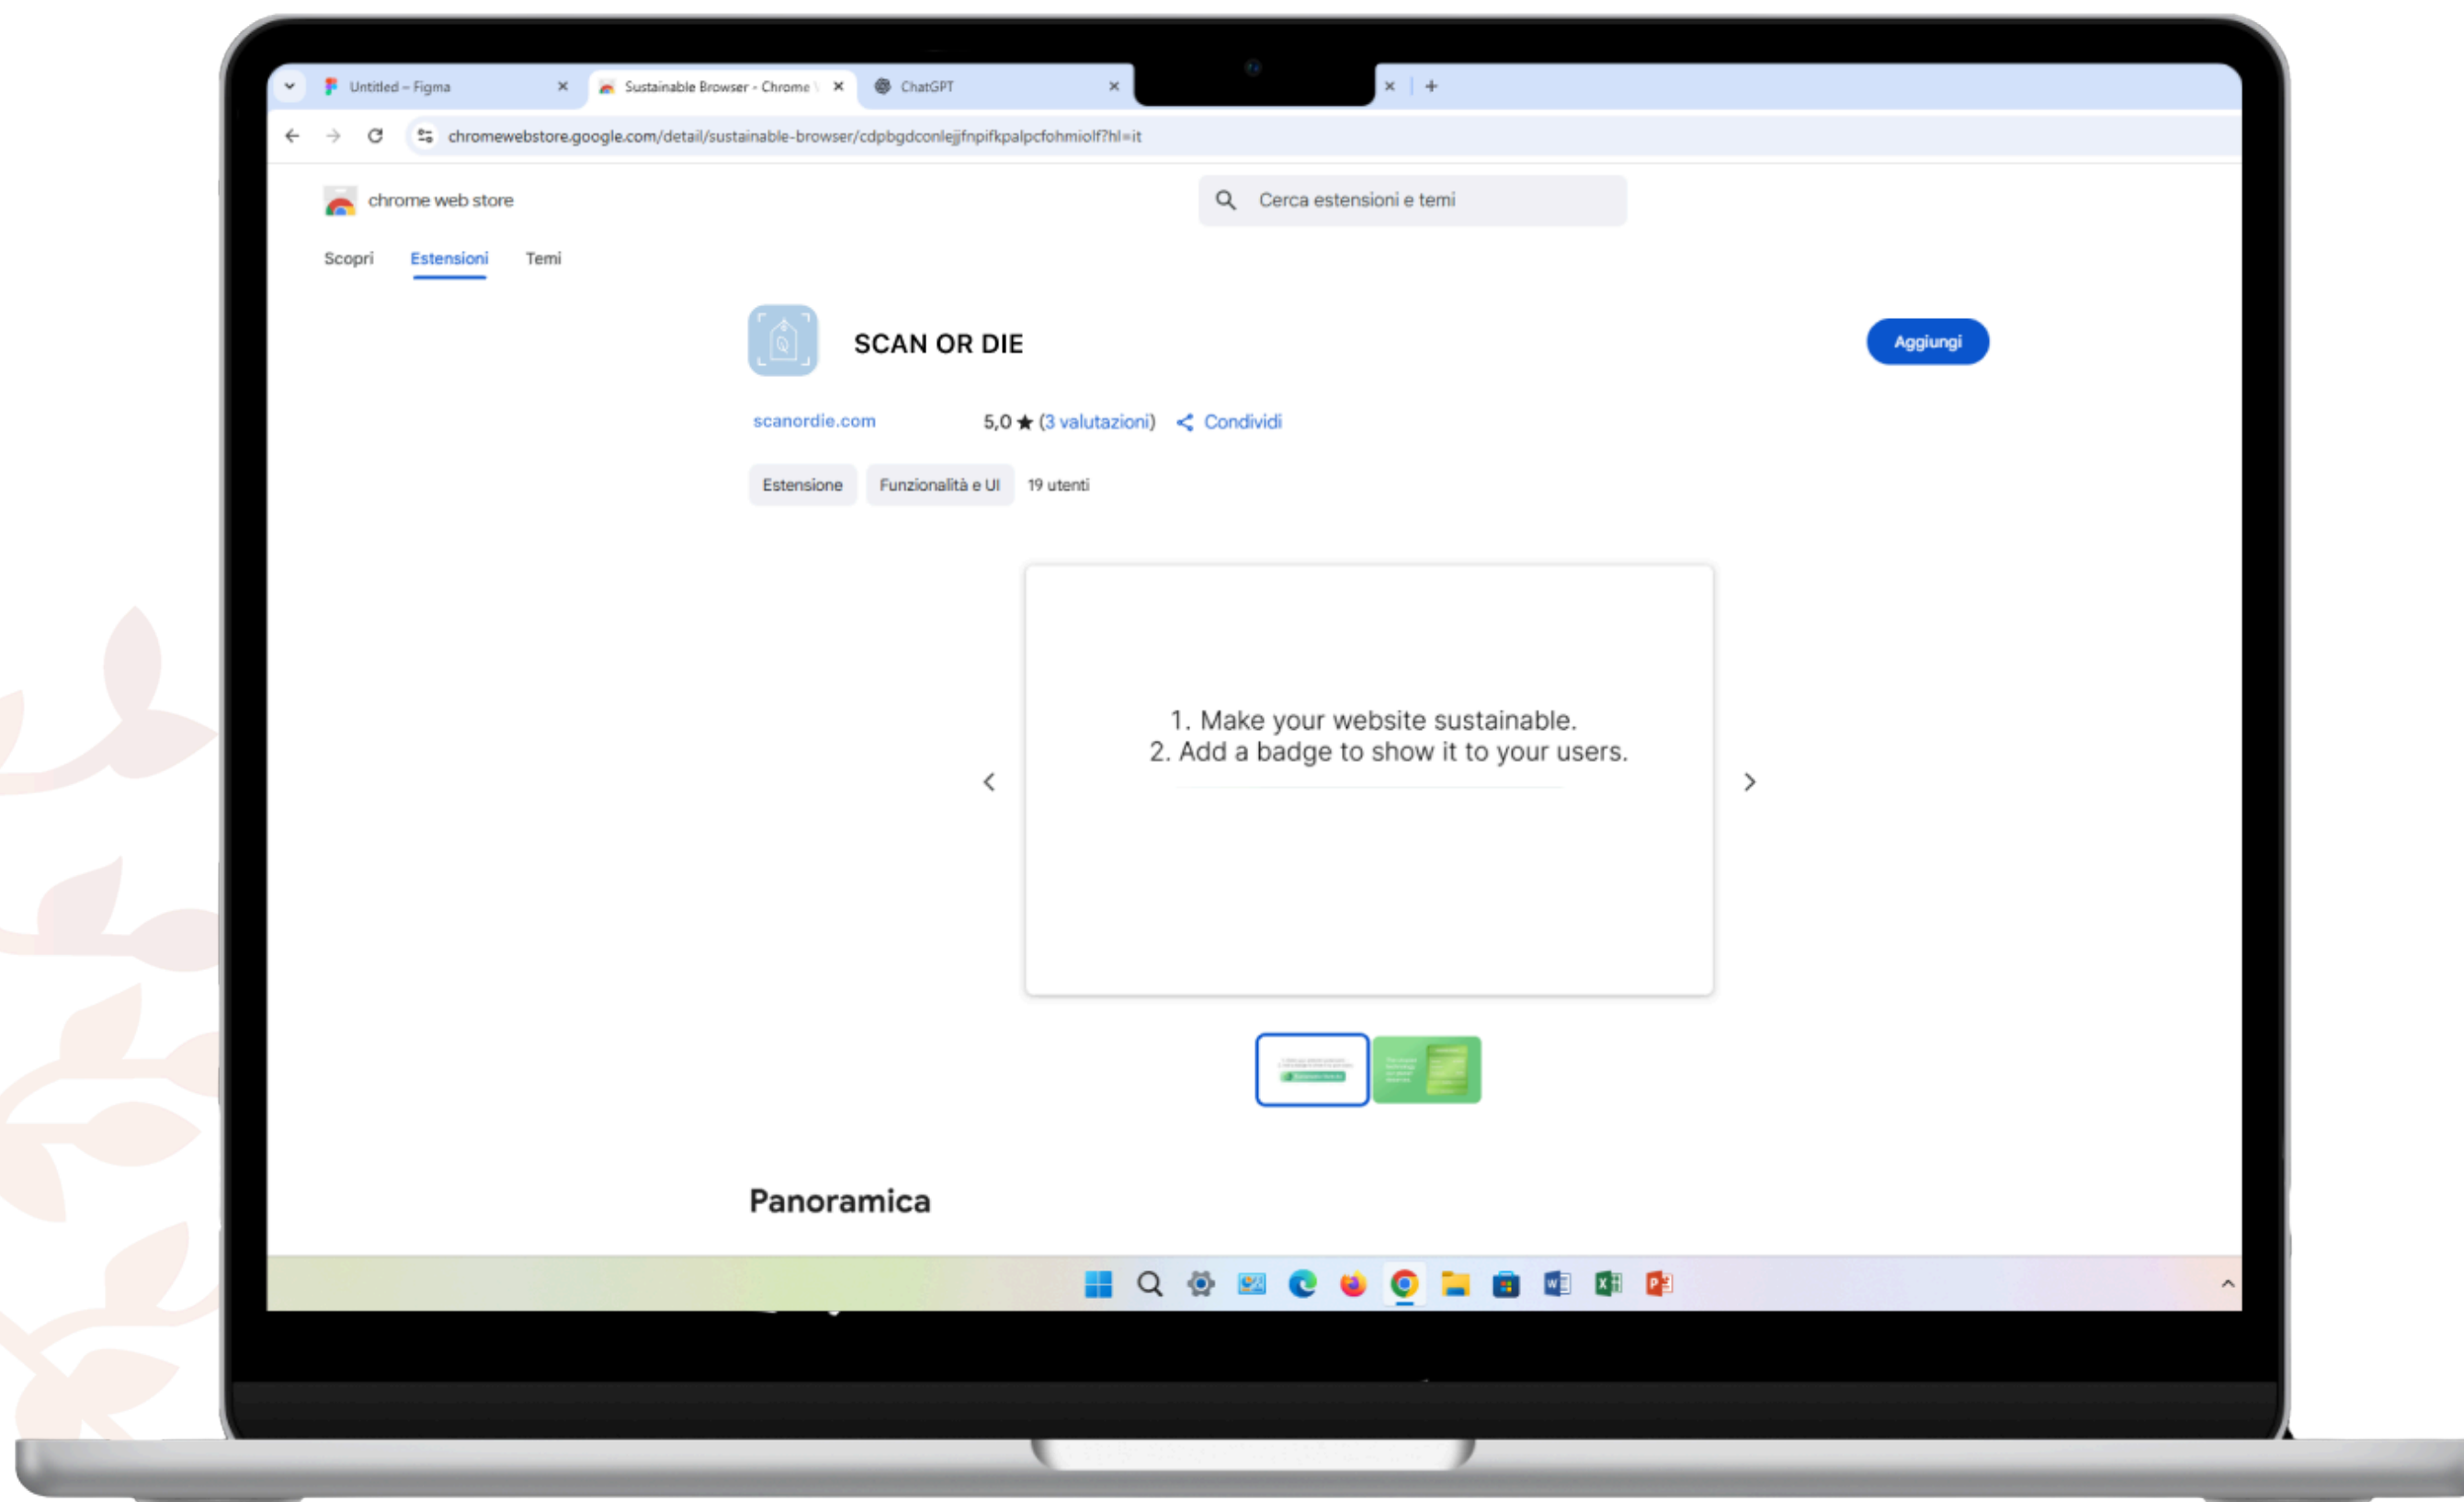 Untitled – Figma
Sustainable Browser - Chrome
ChatGPT
chromewebstore.google.com/detail/sustainable-browser/cdpbgdconlejjfnpifkpalpcfohmiolf?hl=it
chrome web store
Cerca estensioni e temi
Scopri Estensioni Temi
SCAN OR DIE
Aggiungi
scanordie.com 5,0 ★ (3 valutazioni) Condividi
Estensione Funzionalità e UI 19 utenti
1. Make your website sustainable.
2. Add a badge to show it to your users.
Panoramica